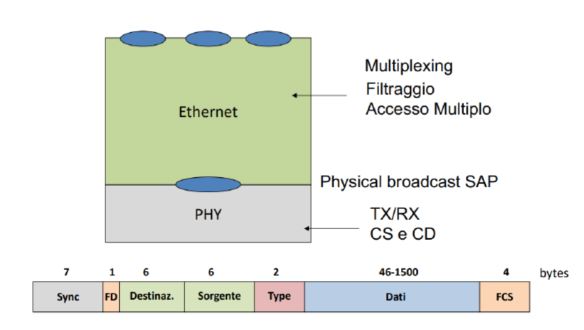 Multiplexing
Filtraggio
Accesso Multiplo
Ethernet
Physical broadcast SAP
PHY
TX/RX
CS e CD
7 1 6 6 2 46-1500 4 bytes
Sync FD Destinaz. Sorgente Type Dati FCS